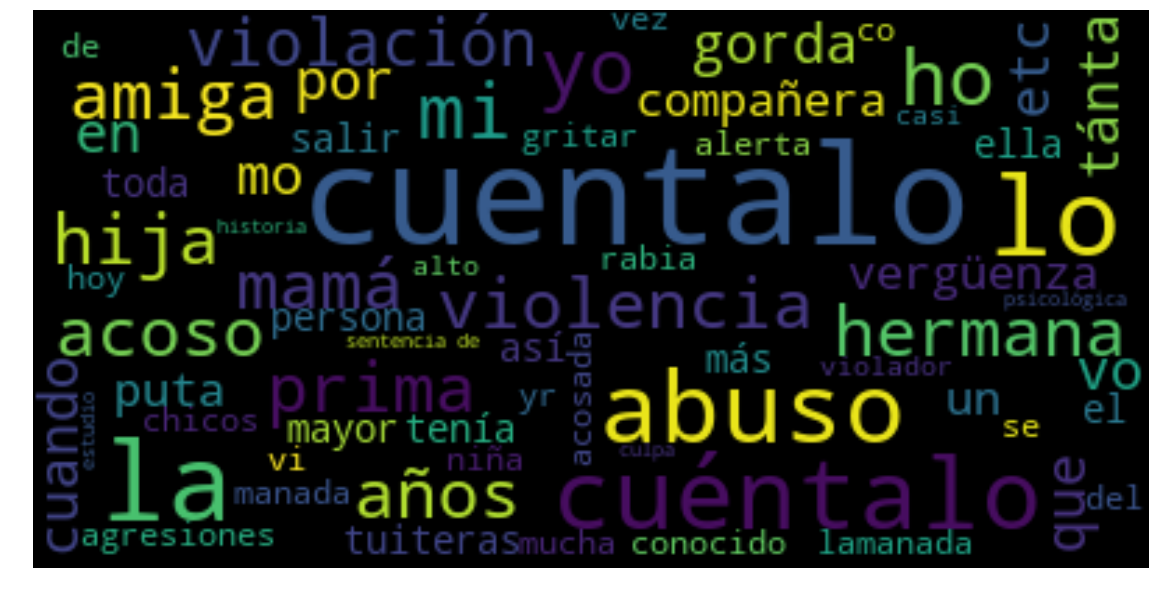 de violación vez gorda co etc tánta
amiga por yo compañera ho
en salir mi gritar alerta casi ella
toda mo cuentalo lo
hija historia
hoy mamá alto rabia vergüenza
acoso persona violencia psicológica hermana
sentencia de así acosada más violador vo
cuando puta prima yr abuso un el
estudio chicos mayor tenía se
la vi niña culpa cuéntalo que
manada años del
agresiones tuiteras mucha conocido lamanada